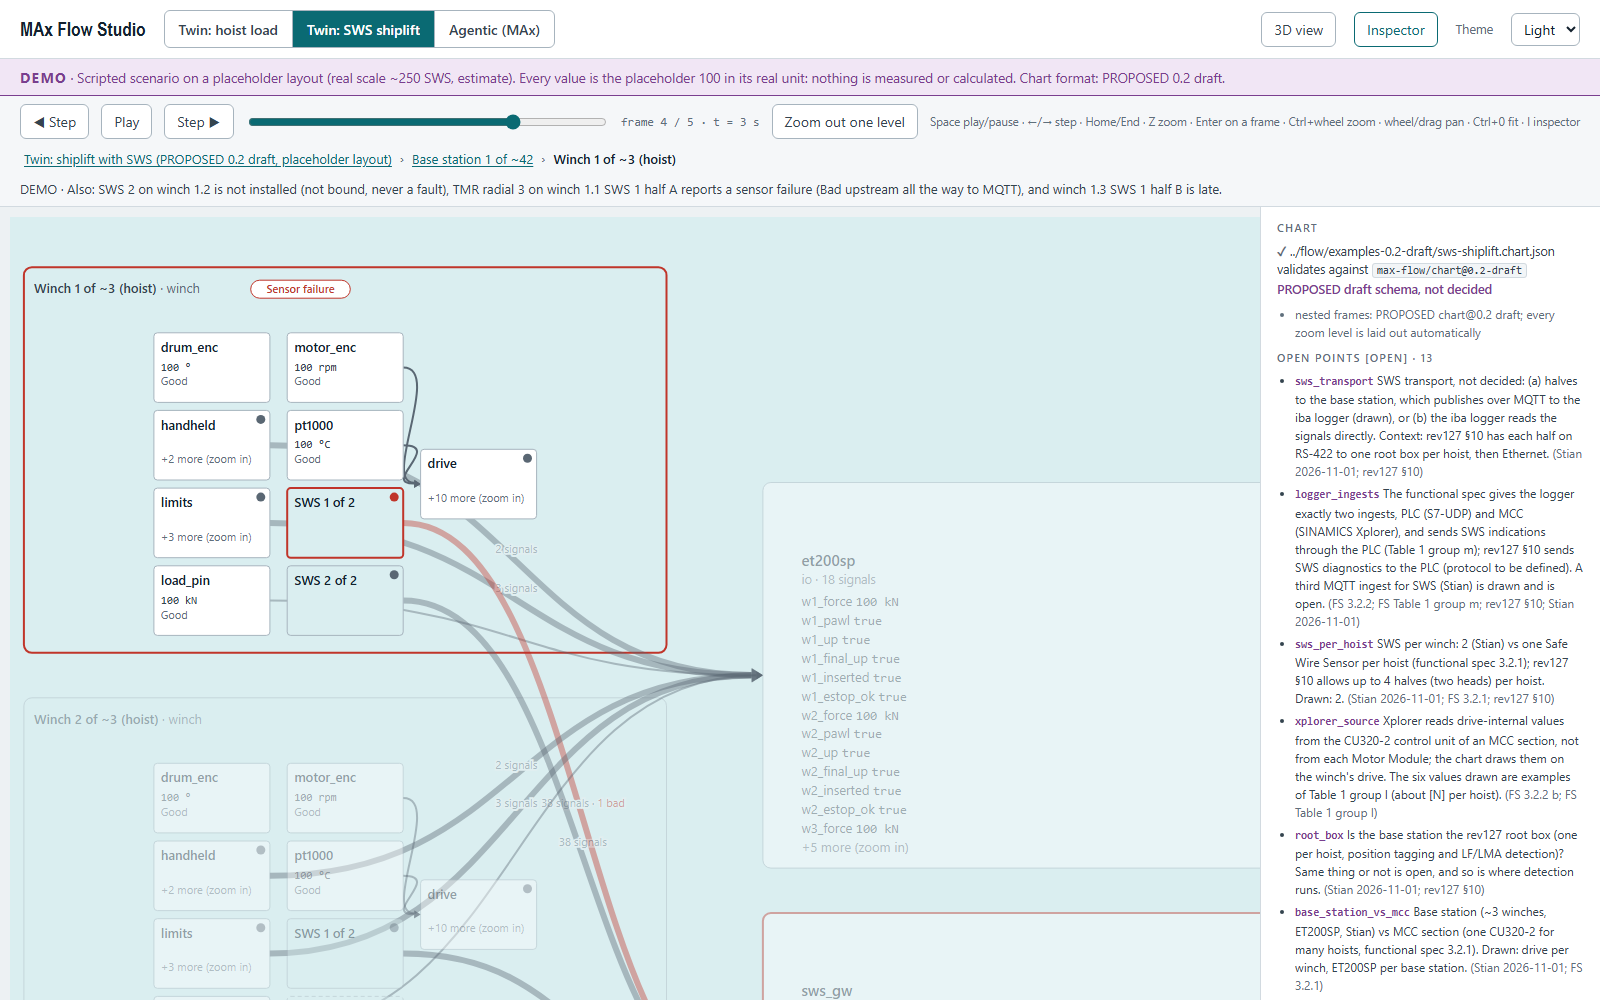 MAx Flow Studio
Twin: hoist load
Twin: SWS shiplift
Agentic (MAx)
3D view
Inspector
Theme
Light
DEMO · Scripted scenario on a placeholder layout (real scale ~250 SWS, estimate). Every value is the placeholder 100 in its real unit: nothing is measured or calculated. Chart format: PROPOSED 0.2 draft.
◀ Step
Play
Step ▶
frame 4 / 5 · t = 3 s
Zoom out one level
Space play/pause · ←/→ step · Home/End · Z zoom · Enter on a frame · Ctrl+wheel zoom · wheel/drag pan · Ctrl+0 fit · I inspector
Twin: shiplift with SWS (PROPOSED 0.2 draft, placeholder layout) › Base station 1 of ~42 › Winch 1 of ~3 (hoist)
DEMO · Also: SWS 2 on winch 1.2 is not installed (not bound, never a fault), TMR radial 3 on winch 1.1 SWS 1 half A reports a sensor failure (Bad upstream all the way to MQTT), and winch 1.3 SWS 1 half B is late.
Winch 1 of ~3 (hoist) · winch
Sensor failure
drum_enc
100 °
Good
motor_enc
100 rpm
Good
handheld
+2 more (zoom in)
pt1000
100 °C
Good
drive
+10 more (zoom in)
limits
+3 more (zoom in)
SWS 1 of 2
load_pin
100 kN
Good
SWS 2 of 2
2 signals
3 signals
et200sp
io · 18 signals
w1_force 100 kN
w1_pawl true
w1_up true
w1_final_up true
w1_inserted true
w1_estop_ok true
w2_force 100 kN
w2_pawl true
w2_up true
w2_final_up true
w2_inserted true
w2_estop_ok true
w3_force 100 kN
+5 more (zoom in)
Winch 2 of ~3 (hoist) · winch
drum_enc
100 °
Good
motor_enc
100 rpm
Good
handheld
+2 more (zoom in)
pt1000
100 °C
Good
drive
+10 more (zoom in)
limits
+3 more (zoom in)
SWS 1 of 2
2 signals
3 signals
38 signals · 1 bad
38 signals
sws_gw
CHART
✓ ../flow/examples-0.2-draft/sws-shiplift.chart.json
validates against max-flow/chart@0.2-draft
PROPOSED draft schema, not decided
• nested frames: PROPOSED chart@0.2 draft; every
zoom level is laid out automatically
OPEN POINTS [OPEN] · 13
• sws_transport SWS transport, not decided: (a) halves
to the base station, which publishes over MQTT to the
iba logger (drawn), or (b) the iba logger reads the
signals directly. Context: rev127 §10 has each half on
RS-422 to one root box per hoist, then Ethernet. (Stian
2026-11-01; rev127 §10)
• logger_ingests The functional spec gives the logger
exactly two ingests, PLC (S7-UDP) and MCC
(SINAMICS Xplorer), and sends SWS indications
through the PLC (Table 1 group m); rev127 §10 sends
SWS diagnostics to the PLC (protocol to be defined). A
third MQTT ingest for SWS (Stian) is drawn and is
open. (FS 3.2.2; FS Table 1 group m; rev127 §10; Stian
2026-11-01)
• sws_per_hoist SWS per winch: 2 (Stian) vs one Safe
Wire Sensor per hoist (functional spec 3.2.1); rev127
§10 allows up to 4 halves (two heads) per hoist.
Drawn: 2. (Stian 2026-11-01; FS 3.2.1; rev127 §10)
• xplorer_source Xplorer reads drive-internal values
from the CU320-2 control unit of an MCC section, not
from each Motor Module; the chart draws them on
the winch's drive. The six values drawn are examples
of Table 1 group l (about [N] per hoist). (FS 3.2.2 b; FS
Table 1 group l)
• root_box Is the base station the rev127 root box (one
per hoist, position tagging and LF/LMA detection)?
Same thing or not is open, and so is where detection
runs. (Stian 2026-11-01; rev127 §10)
• base_station_vs_mcc Base station (~3 winches,
ET200SP, Stian) vs MCC section (one CU320-2 for
many hoists, functional spec 3.2.1). Drawn: drive per
winch, ET200SP per base station. (Stian 2026-11-01; FS
3.2.1)